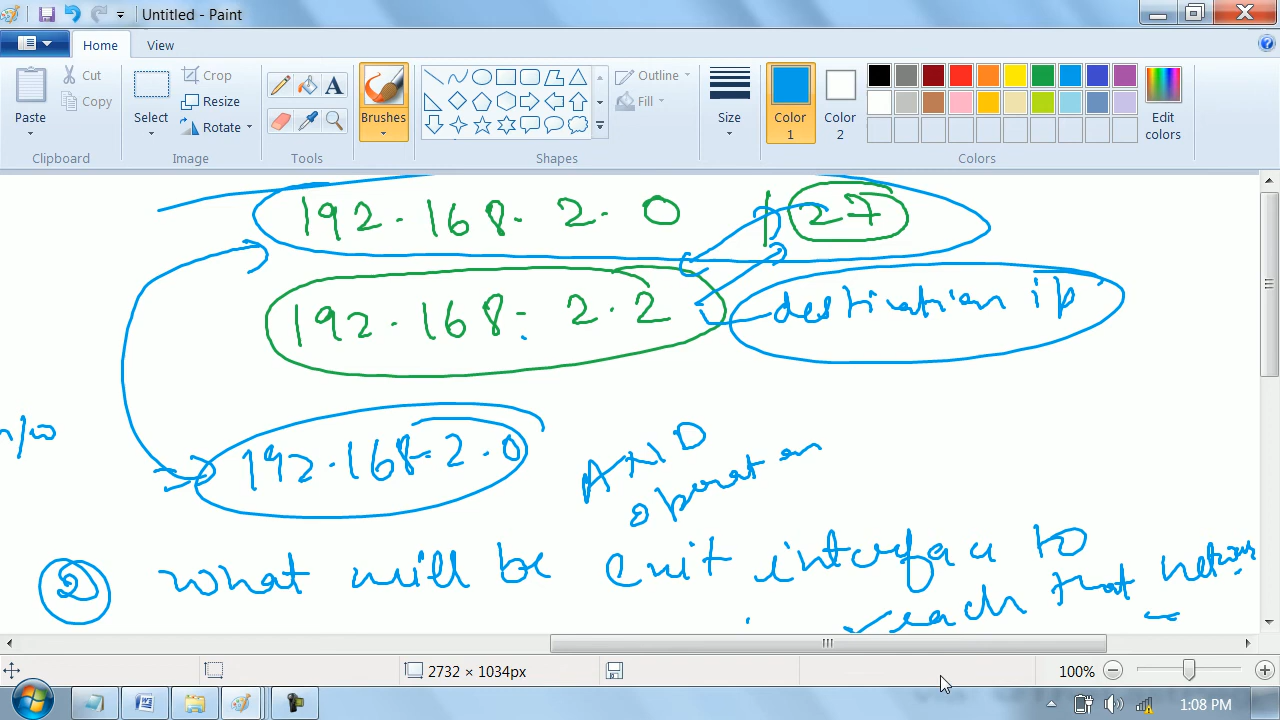 Untitled - Paint
Home View
Paste Cut Copy Clipboard
Select Crop Resize Rotate Image
Tools
Brushes
Shapes Outline Fill
Size
Color 1 Color 2
Edit colors
Colors
192.168.2.0 / 27
192.168.2.2 destination ip
n/w
192.168.2.0 AND operation
2 what will be exit interface to
reach that network
2732 × 1034px 100%
1:08 PM